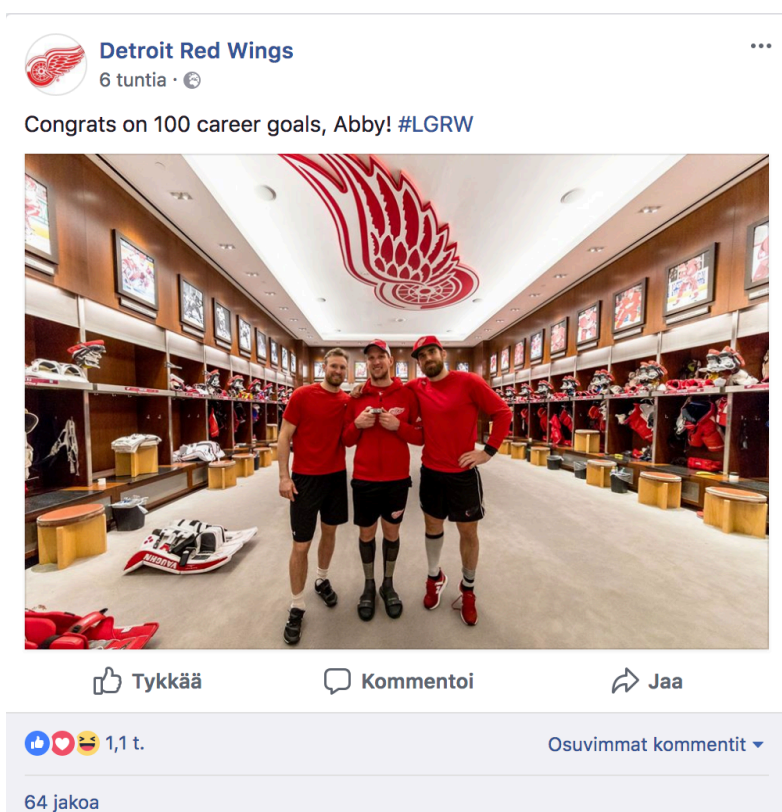 Detroit Red Wings
6 tuntia ·
Congrats on 100 career goals, Abby! #LGRW
VAUGHN
Tykkää Kommentoi Jaa
1,1 t. Osuvimmat kommentit
64 jakoa